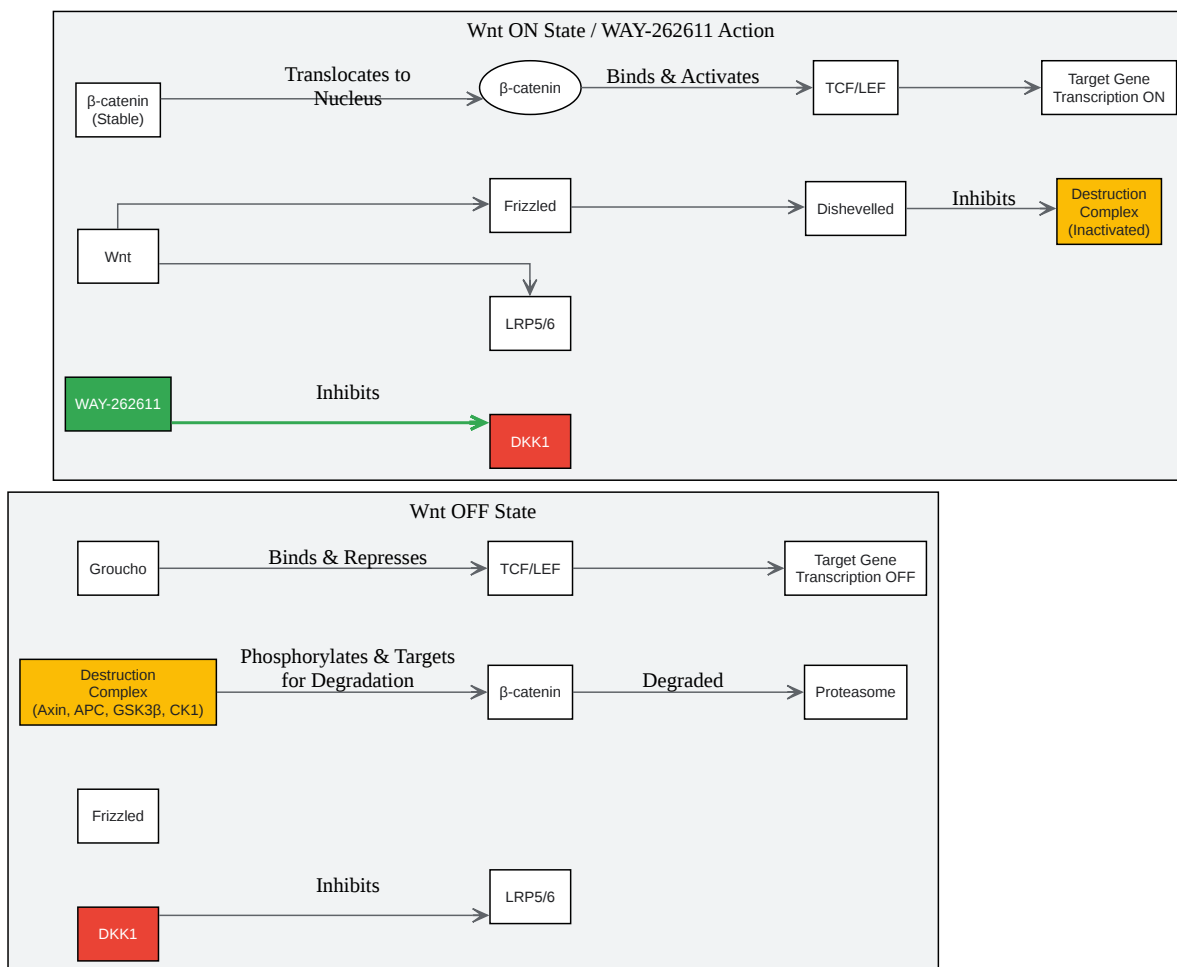 Wnt ON State / WAY-262611 Action
β-catenin
(Stable)
Translocates to
Nucleus
β-catenin
Binds & Activates
TCF/LEF
Target Gene
Transcription ON
Wnt
Frizzled
Dishevelled
Inhibits
Destruction
Complex
(Inactivated)
LRP5/6
WAY-262611
Inhibits
DKK1
Wnt OFF State
Groucho
Binds & Represses
TCF/LEF
Target Gene
Transcription OFF
Destruction
Complex
(Axin, APC, GSK3β, CK1)
Phosphorylates & Targets
for Degradation
β-catenin
Degraded
Proteasome
Frizzled
DKK1
Inhibits
LRP5/6